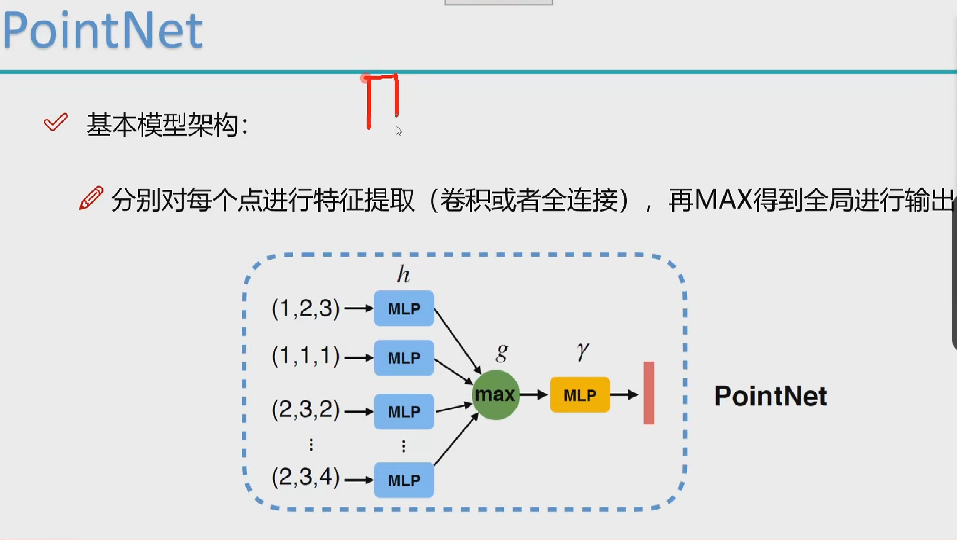 PointNet
基本模型架构：
分别对每个点进行特征提取（卷积或者全连接），再MAX得到全局进行输出
h
(1,2,3) MLP
(1,1,1) MLP
g γ
(2,3,2) MLP max MLP PointNet
⋮ ⋮
(2,3,4) MLP